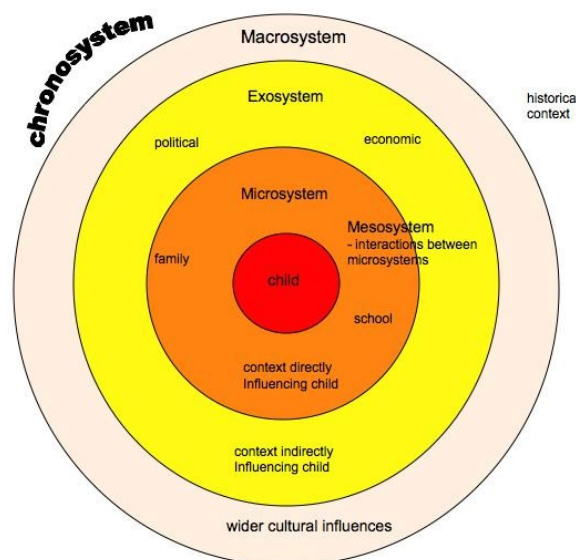 chronosystem
Macrosystem
Exosystem
historica
context
political
economic
Microsystem
Mesosystem
- interactions between
microsystems
family
child
school
context directly
Influencing child
context indirectly
Influencing child
wider cultural influences